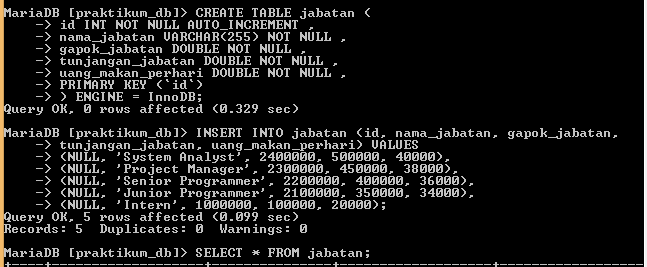 MariaDB [praktikum_db]> CREATE TABLE jabatan (
    -> id INT NOT NULL AUTO_INCREMENT ,
    -> nama_jabatan VARCHAR(255) NOT NULL ,
    -> gapok_jabatan DOUBLE NOT NULL ,
    -> tunjangan_jabatan DOUBLE NOT NULL ,
    -> uang_makan_perhari DOUBLE NOT NULL ,
    -> PRIMARY KEY (`id`)
    -> ) ENGINE = InnoDB;
Query OK, 0 rows affected (0.329 sec)

MariaDB [praktikum_db]> INSERT INTO jabatan (id, nama_jabatan, gapok_jabatan,
    -> tunjangan_jabatan, uang_makan_perhari) VALUES
    -> (NULL, 'System Analyst', 2400000, 500000, 40000),
    -> (NULL, 'Project Manager', 2300000, 450000, 38000),
    -> (NULL, 'Senior Programmer', 2200000, 400000, 36000),
    -> (NULL, 'Junior Programmer', 2100000, 350000, 34000),
    -> (NULL, 'Intern', 1000000, 100000, 20000);
Query OK, 5 rows affected (0.099 sec)
Records: 5  Duplicates: 0  Warnings: 0

MariaDB [praktikum_db]> SELECT * FROM jabatan;